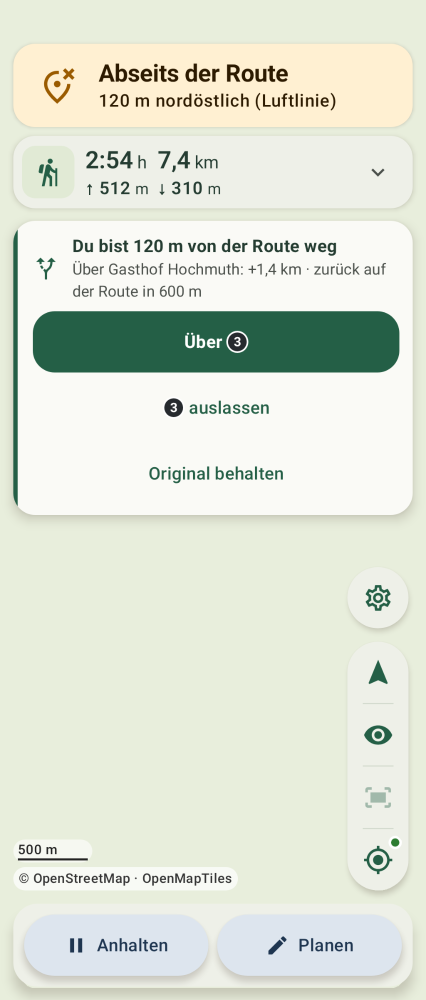 Abseits der Route
120 m nordöstlich (Luftlinie)
2:54 h 7,4 km
↑ 512 m ↓ 310 m
Du bist 120 m von der Route weg
Über Gasthof Hochmuth: +1,4 km · zurück auf
der Route in 600 m
Über 3
3 auslassen
Original behalten
500 m
© OpenStreetMap · OpenMapTiles
Anhalten
Planen